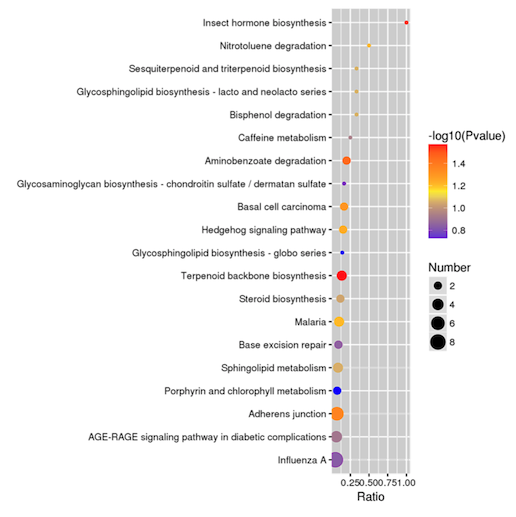 Insect hormone biosynthesis
Nitrotoluene degradation
Sesquiterpenoid and triterpenoid biosynthesis
Glycosphingolipid biosynthesis - lacto and neolacto series
Bisphenol degradation
Caffeine metabolism
Aminobenzoate degradation
Glycosaminoglycan biosynthesis - chondroitin sulfate / dermatan sulfate
Basal cell carcinoma
Hedgehog signaling pathway
Glycosphingolipid biosynthesis - globo series
Terpenoid backbone biosynthesis
Steroid biosynthesis
Malaria
Base excision repair
Sphingolipid metabolism
Porphyrin and chlorophyll metabolism
Adherens junction
AGE-RAGE signaling pathway in diabetic complications
Influenza A
0.250.500.751.00
Ratio
-log10(Pvalue)
1.4
1.2
1.0
0.8
Number
2
4
6
8